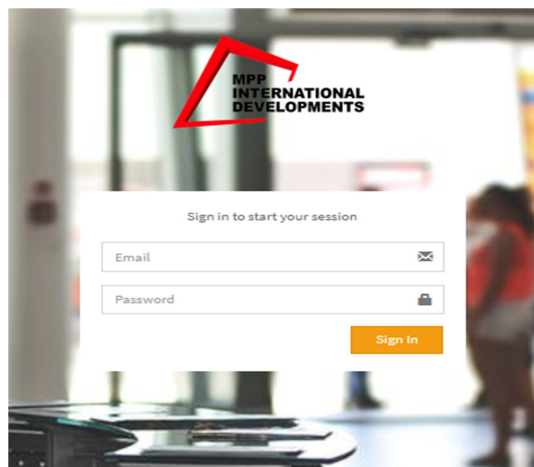 MPP
INTERNATIONAL
DEVELOPMENTS
Sign in to start your session
Email
Password
Sign In